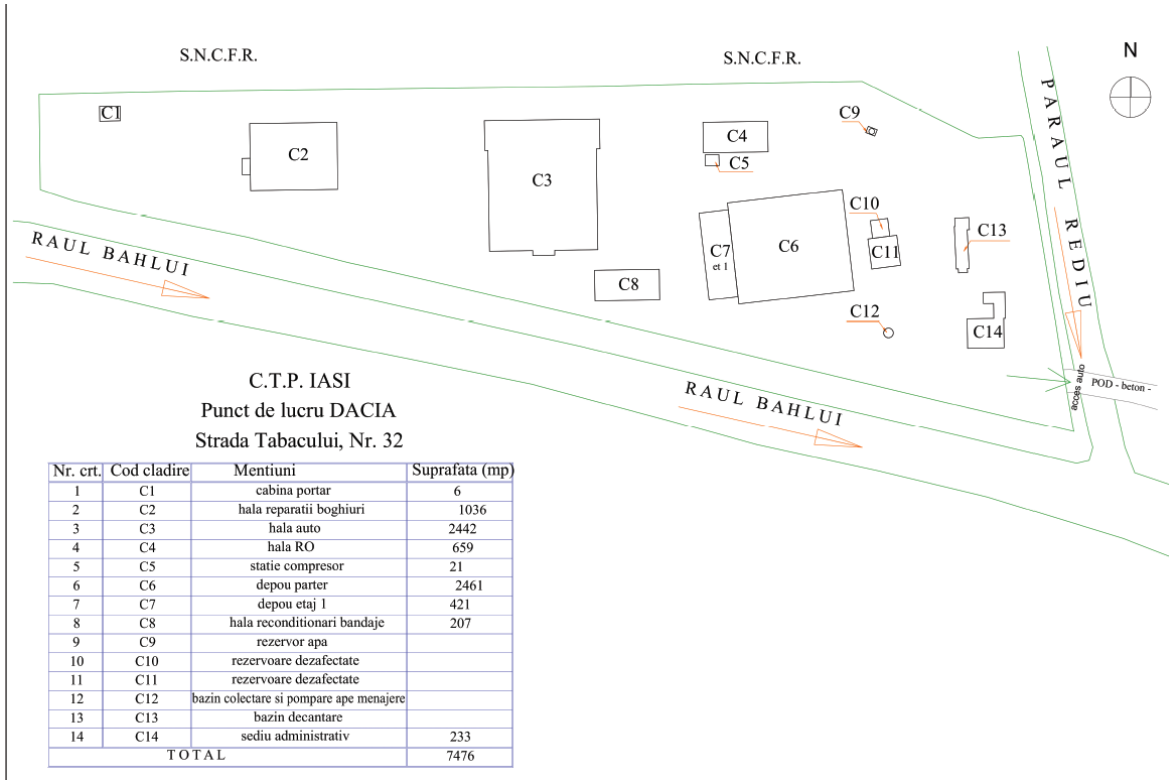 S.N.C.F.R.
S.N.C.F.R.
N
PARAUL REDIU
C1
C2
C3
C4
C5
C9
C10
C11
C13
C7
et 1
C6
C8
C12
C14
RAUL BAHLUI
RAUL BAHLUI
acces auto
POD - beton -
C.T.P. IASI
Punct de lucru DACIA
Strada Tabacului, Nr. 32
Nr. crt. Cod cladire Mentiuni Suprafata (mp)
1 C1 cabina portar 6
2 C2 hala reparatii boghiuri 1036
3 C3 hala auto 2442
4 C4 hala RO 659
5 C5 statie compresor 21
6 C6 depou parter 2461
7 C7 depou etaj 1 421
8 C8 hala reconditionari bandaje 207
9 C9 rezervor apa
10 C10 rezervoare dezafectate
11 C11 rezervoare dezafectate
12 C12 bazin colectare si pompare ape menajere
13 C13 bazin decantare
14 C14 sediu administrativ 233
TOTAL 7476